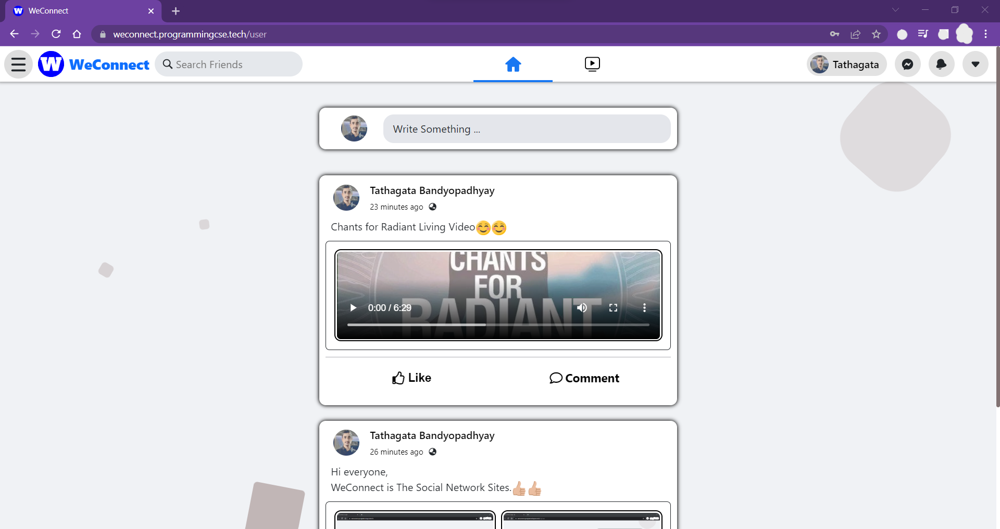 WeConnect
weconnect.programmingcse.tech/user
W WeConnect
Search Friends
Tathagata
Write Something ...
Tathagata Bandyopadhyay
23 minutes ago
Chants for Radiant Living Video😊😊
CHANTS
FOR
RADIANT
0:00 / 6:29
Like
Comment
Tathagata Bandyopadhyay
26 minutes ago
Hi everyone,
WeConnect is The Social Network Sites.👍🏼👍🏼